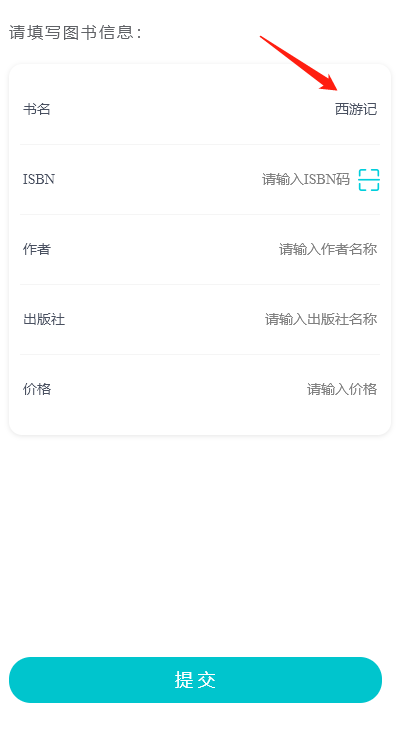 请填写图书信息：
书名 西游记
ISBN 请输入ISBN码
作者 请输入作者名称
出版社 请输入出版社名称
价格 请输入价格
提交